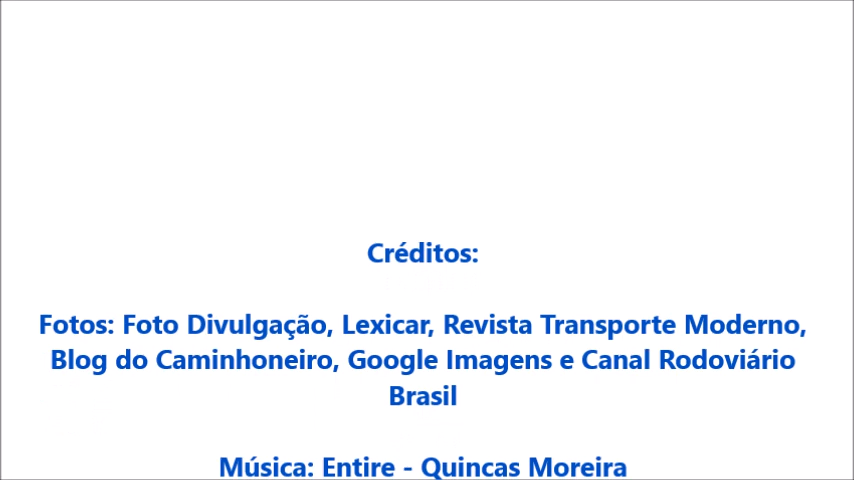 Créditos:
Fotos: Foto Divulgação, Lexicar, Revista Transporte Moderno,
Blog do Caminhoneiro, Google Imagens e Canal Rodoviário
Brasil
Música: Entire - Quincas Moreira